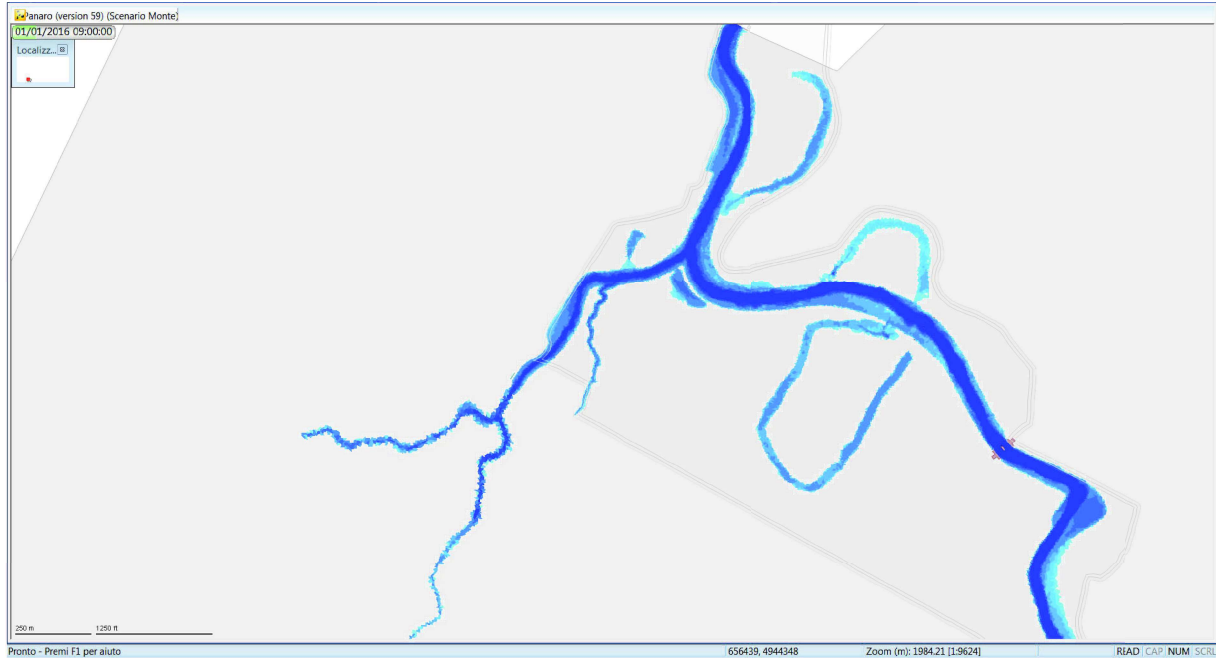 Panaro (version 59) (Scenario Monte)
01/01/2016 09:00:00
Localizz...
250 m 1250 ft
Pronto - Premi F1 per aiuto 656439, 4944348 Zoom (m): 1984.21 [1:9624] READ CAP NUM SCRL